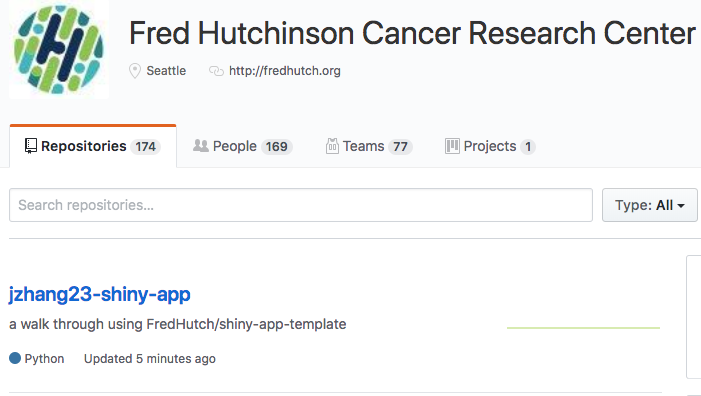 Fred Hutchinson Cancer Research Center
Seattle http://fredhutch.org
Repositories 174 People 169 Teams 77 Projects 1
Search repositories... Type: All
jzhang23-shiny-app
a walk through using FredHutch/shiny-app-template
Python Updated 5 minutes ago